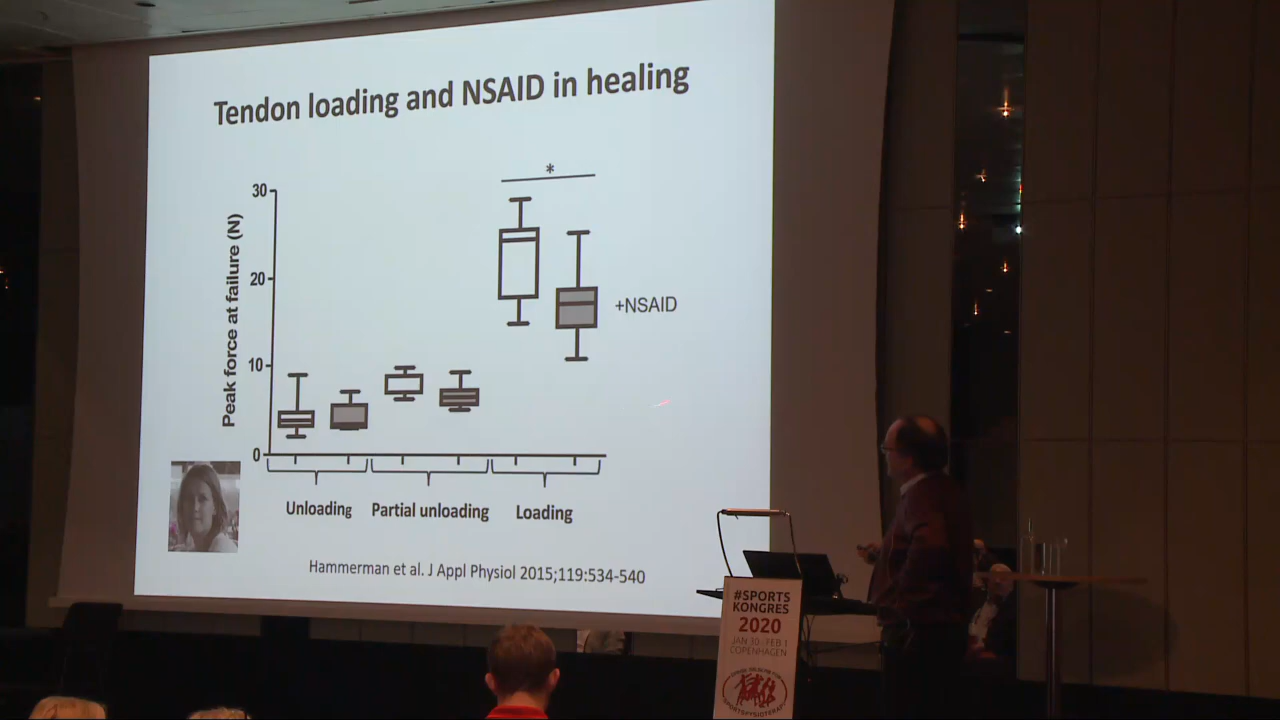 Tendon loading and NSAID in healing
*
30
20
10
0
Peak force at failure (N)
+NSAID
Unloading
Partial unloading
Loading
Hammerman et al. J Appl Physiol 2015;119:534-540
#SPORTS
KONGRES
2020
JAN 30 - FEB 1
COPENHAGEN